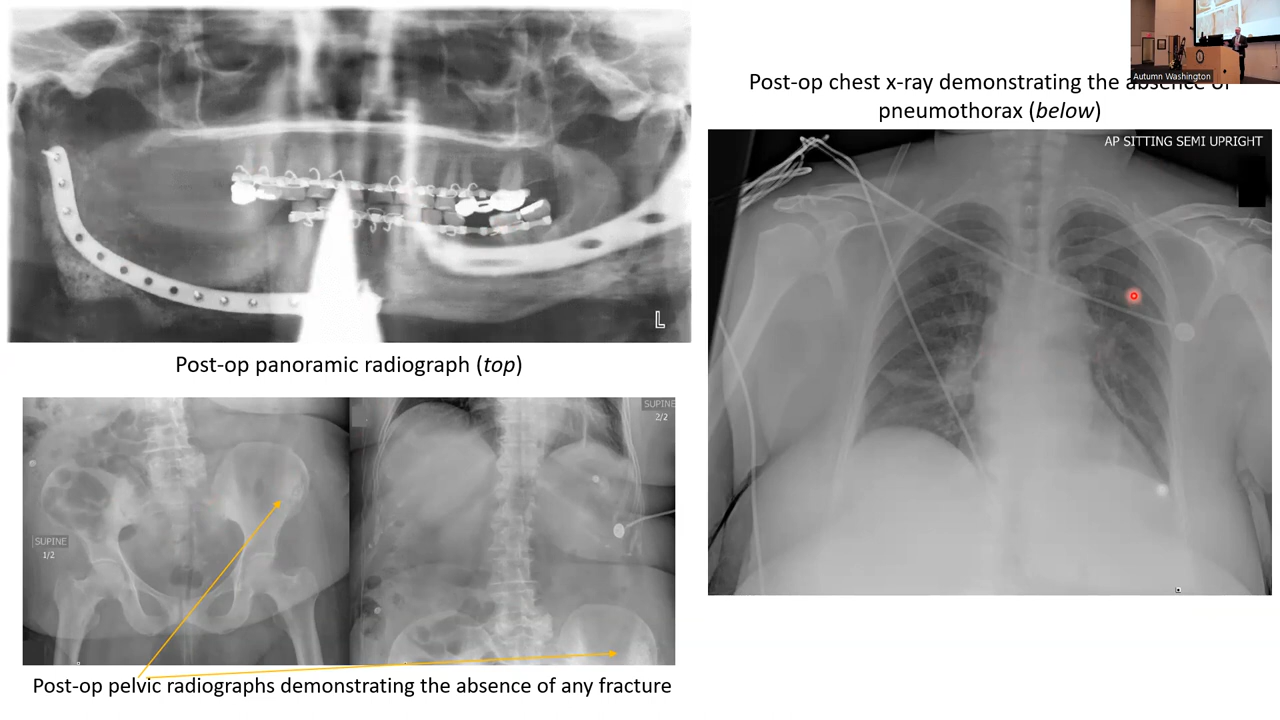 Autumn Washington
Post-op chest x-ray demonstrating the absence of
pneumothorax (below)
AP SITTING SEMI UPRIGHT
L
Post-op panoramic radiograph (top)
SUPINE
1/2
SUPINE
2/2
Post-op pelvic radiographs demonstrating the absence of any fracture